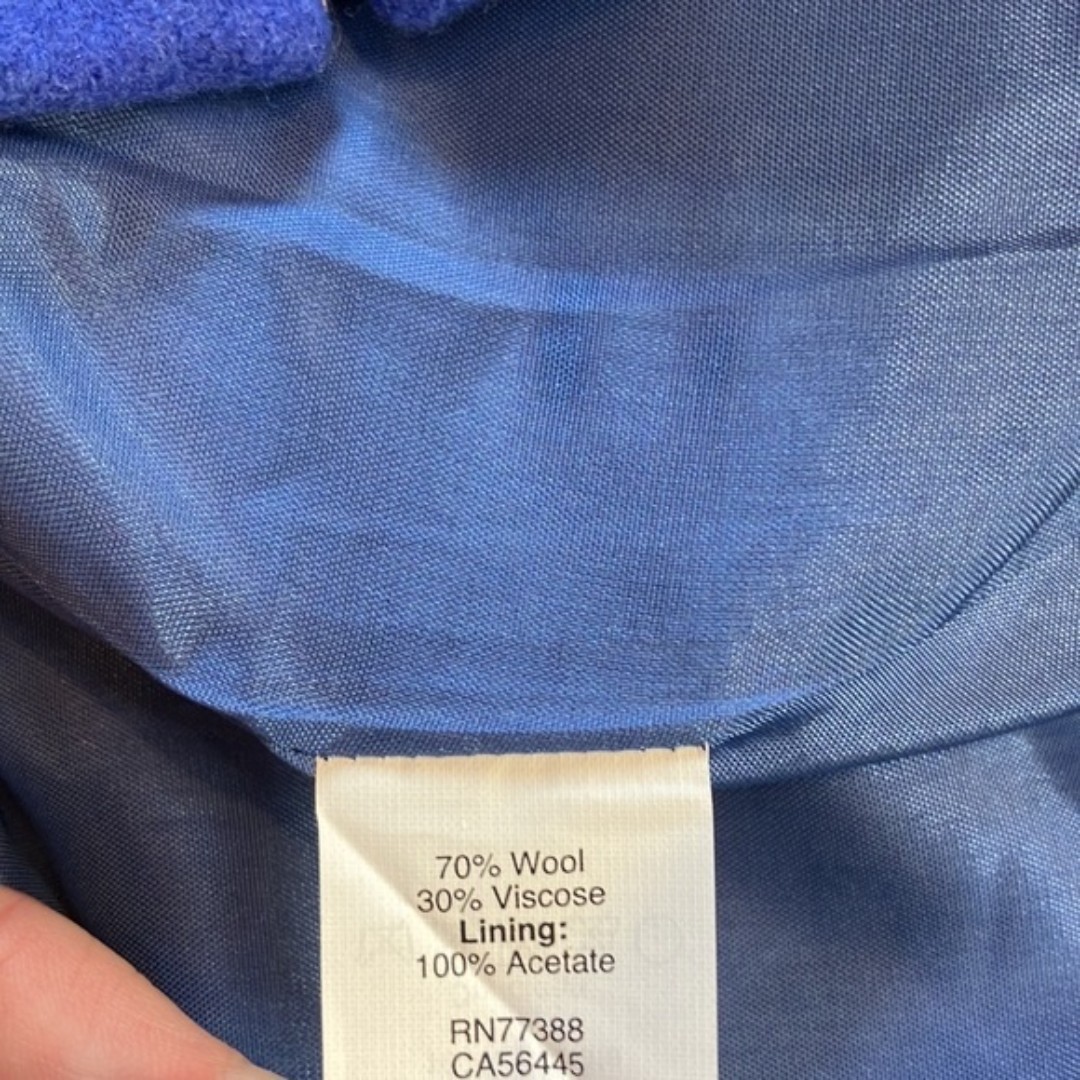 70% Wool
30% Viscose
Lining:
100% Acetate
RN77388
CA56445